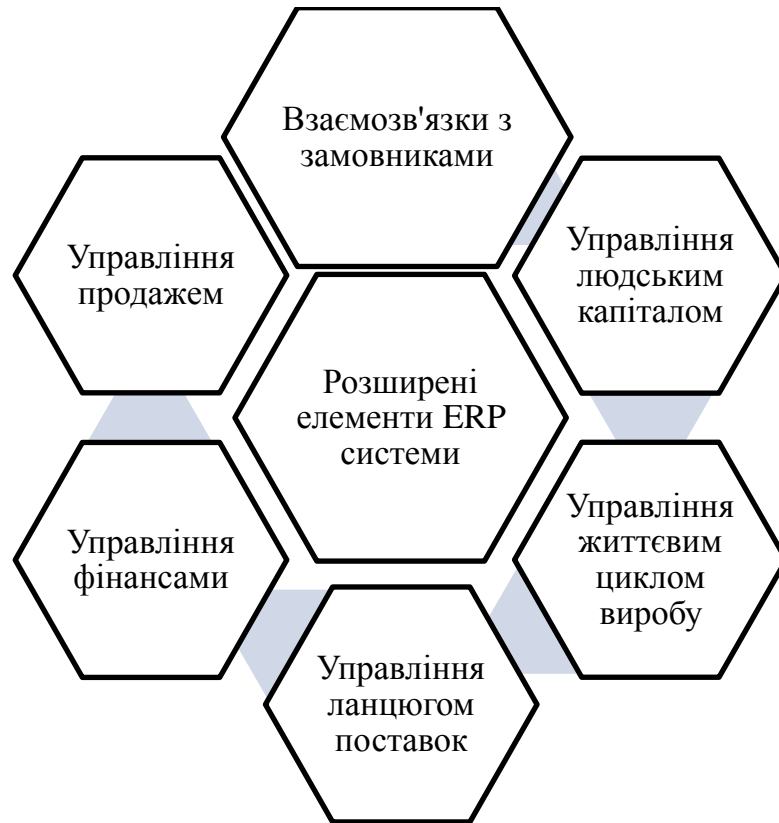 Взаємозв'язки з
замовниками
Управління
людським
капіталом
Управління
життєвим
циклом
виробу
Управління
ланцюгом
поставок
Управління
фінансами
Управління
продажем
Розширені
елементи ERP
системи